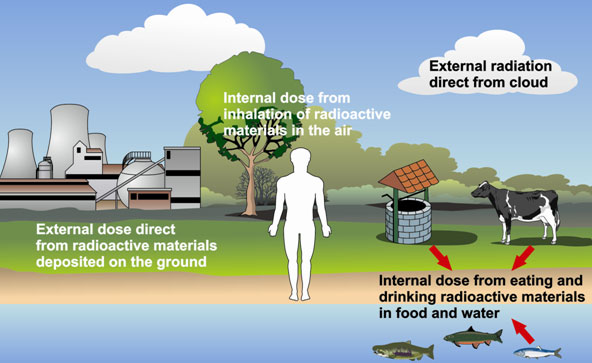 External radiation
direct from cloud
Internal dose from
inhalation of radioactive
materials in the air
External dose direct
from radioactive materials
deposited on the ground
Internal dose from eating and
drinking radioactive materials
in food and water